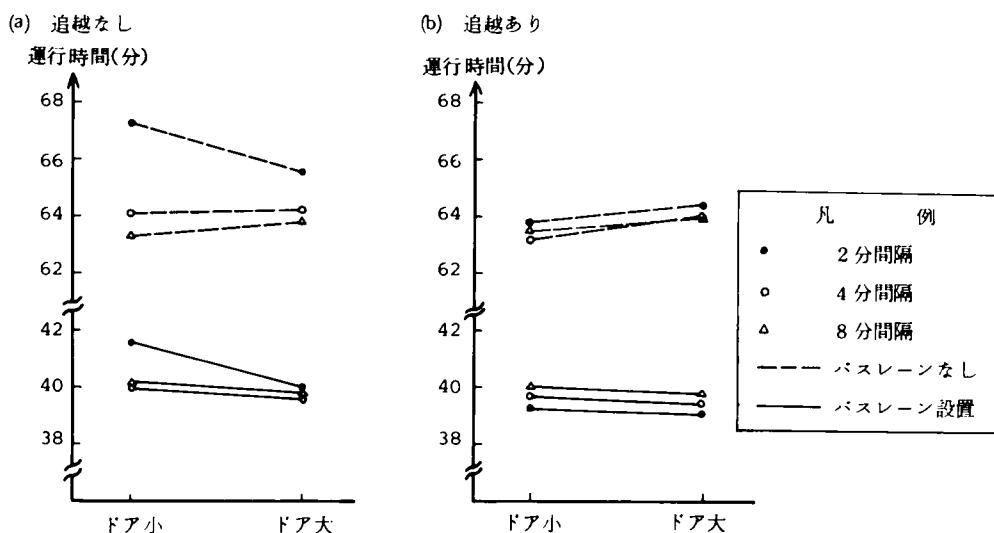 (a) 追越なし
運行時間(分)
68
66
64
62
42
40
38
ドア小 ドア大
(b) 追越あり
運行時間(分)
68
66
64
62
42
40
38
ドア小 ドア大
凡 例
2分間隔
4分間隔
8分間隔
バスレーンなし
バスレーン設置